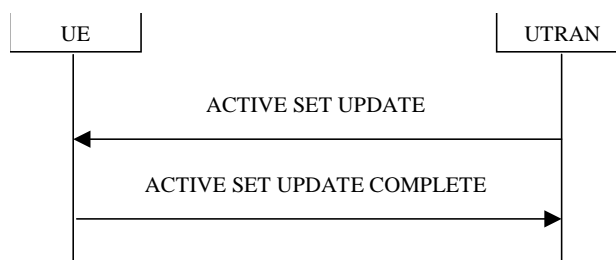 UE
UTRAN
ACTIVE SET UPDATE
ACTIVE SET UPDATE COMPLETE